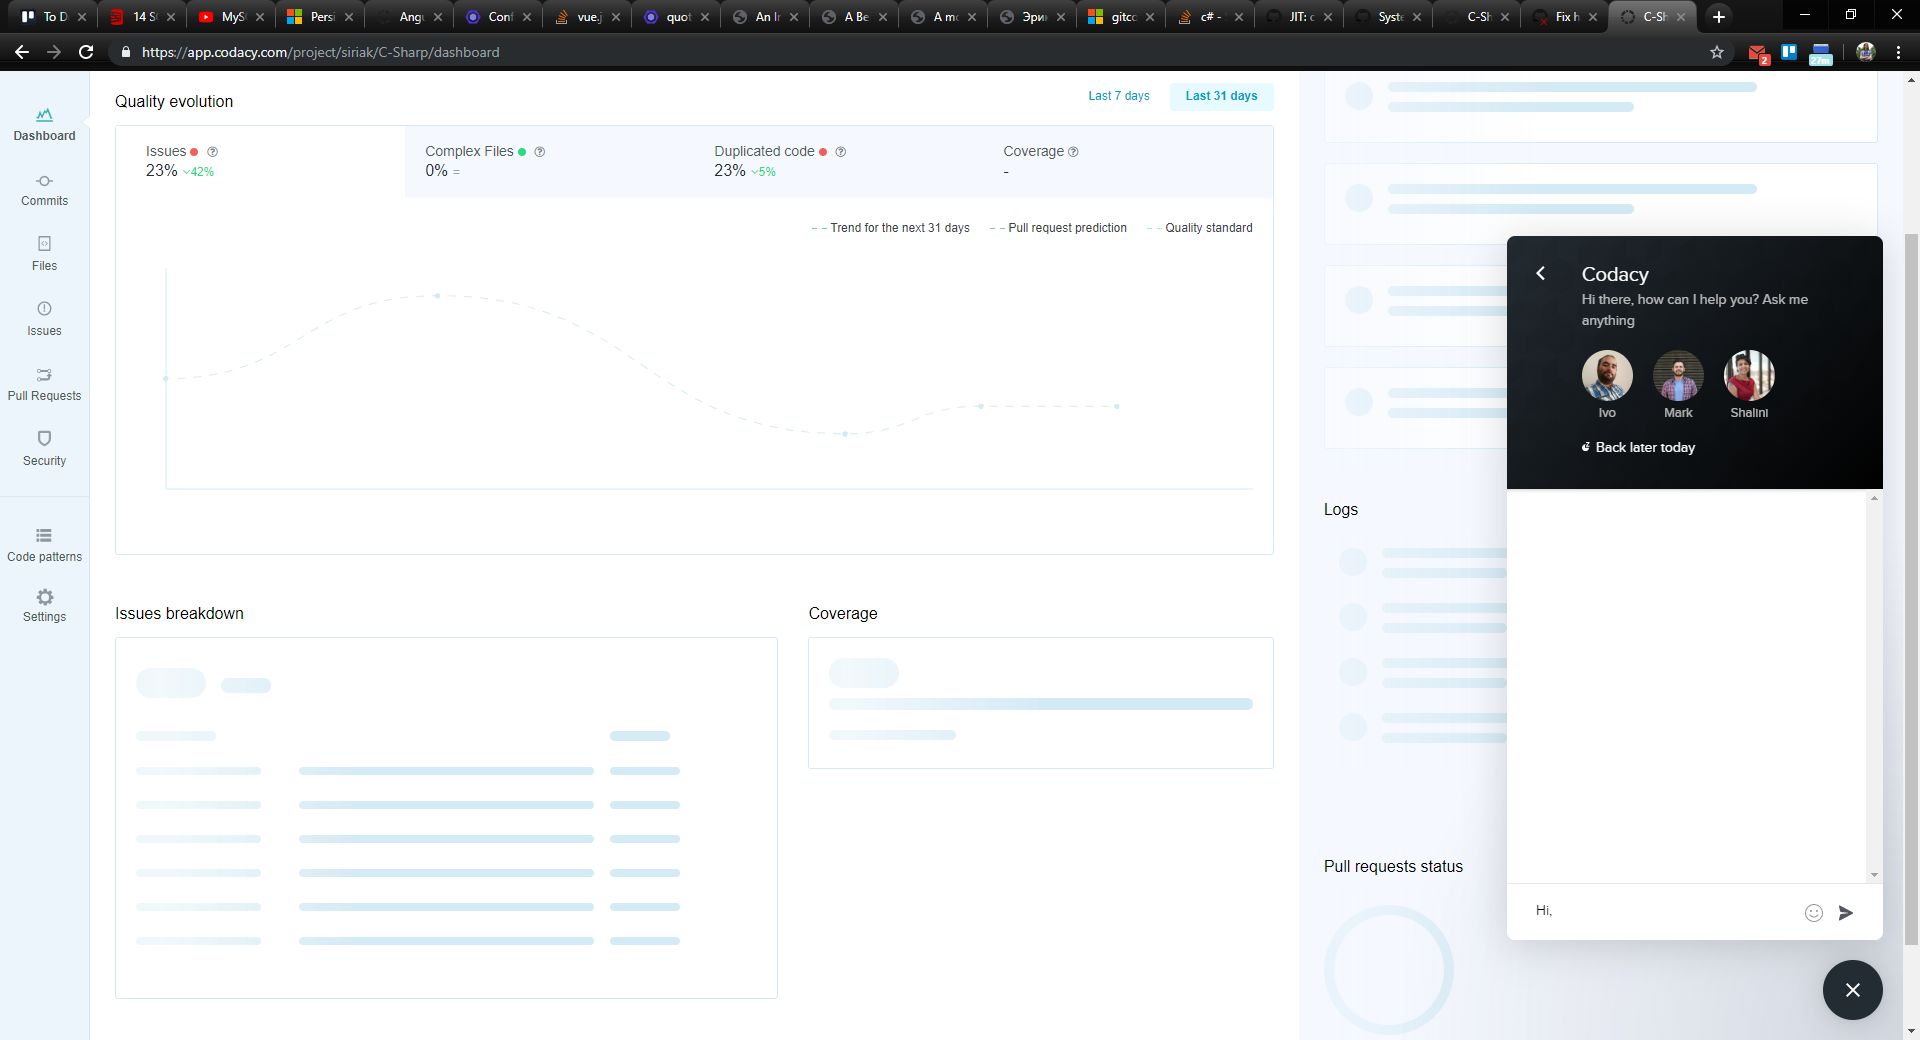 To D
14 S
MyS
Persi
Angu
Conf
vue.j
quot
An Ir
A Be
A mc
Эрик
gitcc
c# -
JIT: c
Syste
C-Sh
Fix h
C-Sh
https://app.codacy.com/project/siriak/C-Sharp/dashboard
2
27m
Dashboard
Commits
Files
Issues
Pull Requests
Security
Code patterns
Settings
Quality evolution
Last 7 days
Last 31 days
Issues
23% 42%
Complex Files
0% =
Duplicated code
23% 5%
Coverage
-
Trend for the next 31 days
Pull request prediction
Quality standard
Issues breakdown
Coverage
Logs
Pull requests status
Codacy
Hi there, how can I help you? Ask me
anything
Ivo
Mark
Shalini
Back later today
Hi,